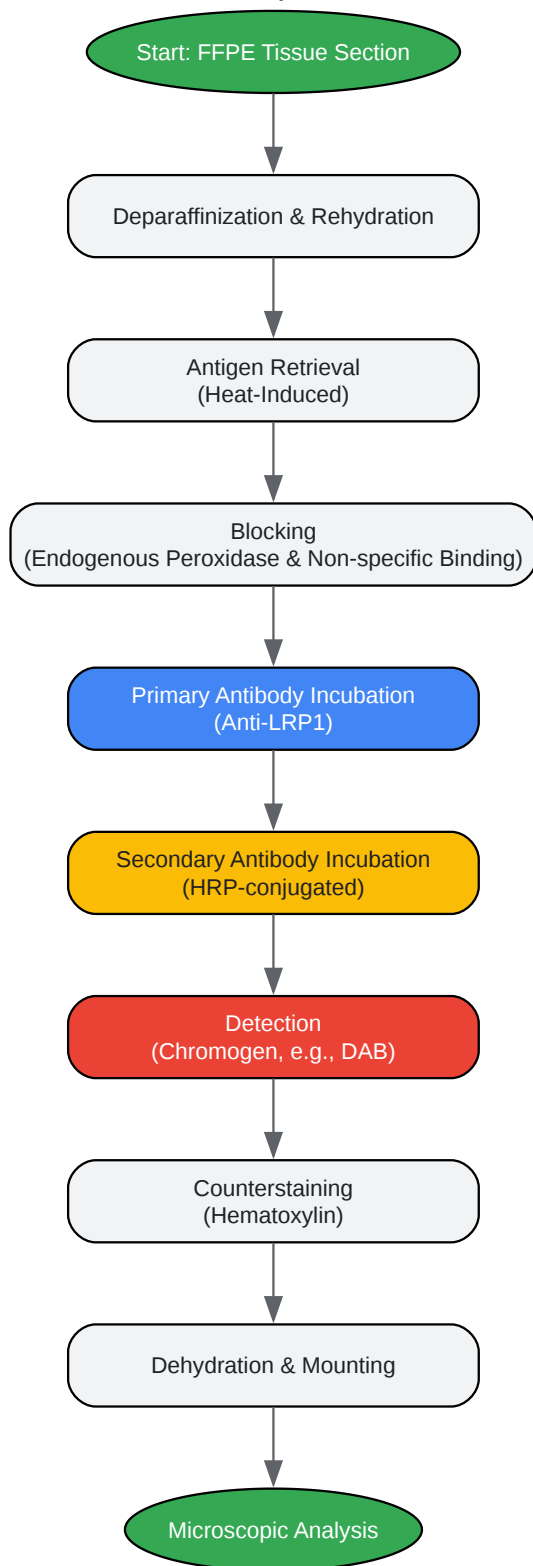 Start: FFPE Tissue Section
Deparaffinization & Rehydration
Antigen Retrieval
(Heat-Induced)
Blocking
(Endogenous Peroxidase & Non-specific Binding)
Primary Antibody Incubation
(Anti-LRP1)
Secondary Antibody Incubation
(HRP-conjugated)
Detection
(Chromogen, e.g., DAB)
Counterstaining
(Hematoxylin)
Dehydration & Mounting
Microscopic Analysis